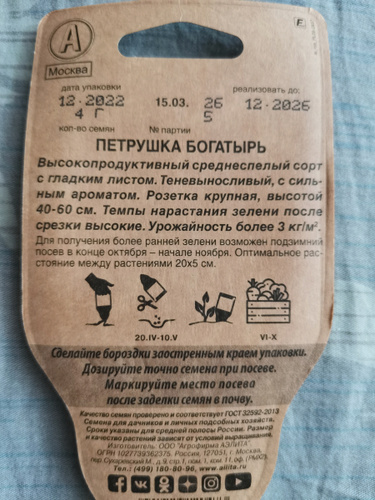 А
Москва
F
дата упаковки
реализовать до:
12·2022
15.03.
26
12·2026
4 Г
5
кол-во семян
№ партии
ПЕТРУШКА БОГАТЫРЬ
Высокопродуктивный среднеспелый сорт
с гладким листом. Теневыносливый, с силь-
ным ароматом. Розетка крупная, высотой
40-60 см. Темпы нарастания зелени после
срезки высокие. Урожайность более 3 кг/м².
Для получения более ранней зелени возможен подзимний
посев в конце октября – начале ноября. Оптимальное рас-
стояние между растениями 20х5 см.
20.IV-10.V
VI-X
Сделайте бороздки заостренным краем упаковки.
Дозируйте точно семена при посеве.
Маркируйте место посева
после заделки семян в почву.
Качество семян проверено и соответствует ГОСТ 32592-2013
Семена для дачников и личных подсобных хозяйств.
Сроки указаны для средней полосы России. Размер
и качество растений зависят от условий выращивания.
Изготовитель: ООО "Агрофирма АЭЛИТА".
ОГРН 1027739362375. Россия, 127051, г. Москва,
Тел.: (499) 180-80-96, www.ailita.ru